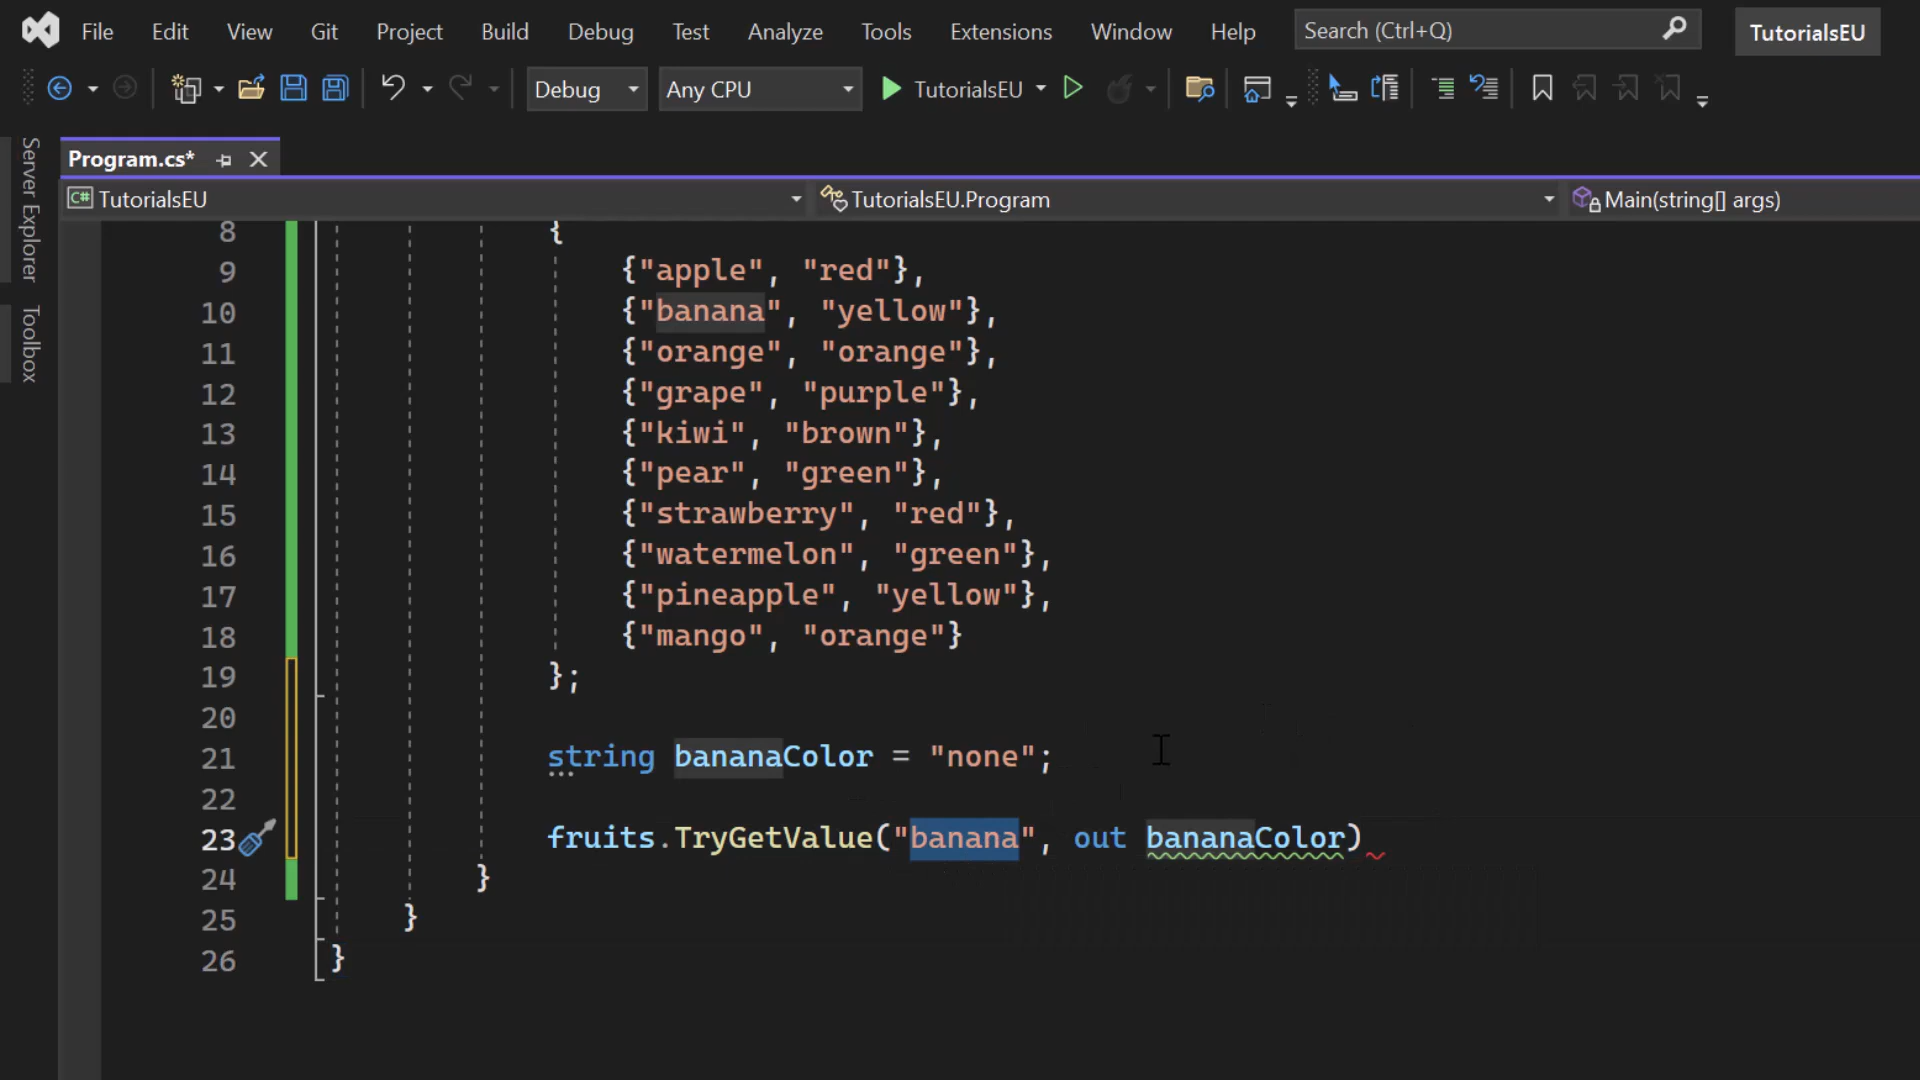 File Edit View Git Project Build Debug Test Analyze Tools Extensions Window Help Search (Ctrl+Q) TutorialsEU
Debug Any CPU TutorialsEU
Server Explorer
Toolbox
Program.cs*
C# TutorialsEU TutorialsEU.Program Main(string[] args)
8 {
9 {"apple", "red"},
10 {"banana", "yellow"},
11 {"orange", "orange"},
12 {"grape", "purple"},
13 {"kiwi", "brown"},
14 {"pear", "green"},
15 {"strawberry", "red"},
16 {"watermelon", "green"},
17 {"pineapple", "yellow"},
18 {"mango", "orange"}
19 };
20
21 string bananaColor = "none";
22
23 fruits.TryGetValue("banana", out bananaColor)
24 }
25 }
26 }